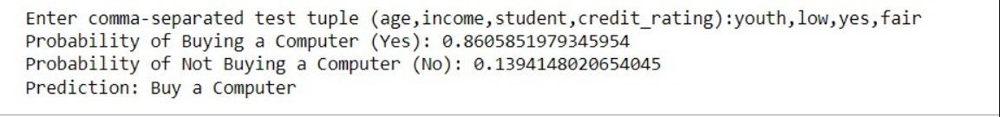 Enter comma-separated test tuple (age,income,student,credit_rating):youth,low,yes,fair
Probability of Buying a Computer (Yes): 0.8605851979345954
Probability of Not Buying a Computer (No): 0.1394148020654045
Prediction: Buy a Computer